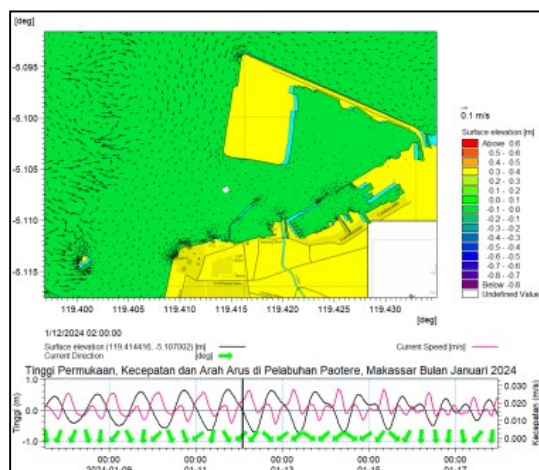 [deg]
-5.095
-5.100
-5.105
-5.110
-5.115
119.400 119.405 119.410 119.415 119.420 119.425 119.430
[deg]
0.1 m/s
Surface elevation [m]
Above 0.6
0.5 - 0.6
0.4 - 0.5
0.3 - 0.4
0.2 - 0.3
0.1 - 0.2
0.0 - 0.1
-0.1 - 0.0
-0.2 - -0.1
-0.3 - -0.2
-0.4 - -0.3
-0.5 - -0.4
-0.6 - -0.5
-0.7 - -0.6
-0.8 - -0.7
Below -0.8
Undefined Value
1/12/2024 02:00:00
Surface elevation (119.414416, -5.107002) [m]
Current Direction [deg]
Current Speed [m/s]
Tinggi Permukaan, Kecepatan dan Arah Arus di Pelabuhan Paotere, Makassar Bulan Januari 2024
Tinggi (m)
1.0
0.0
-1.0
0.030
0.020
0.010
0.000
Kecepatan (m/s)
00:00 00:00 00:00 00:00 00:00
2024-01-09 01-11 01-13 01-15 01-17